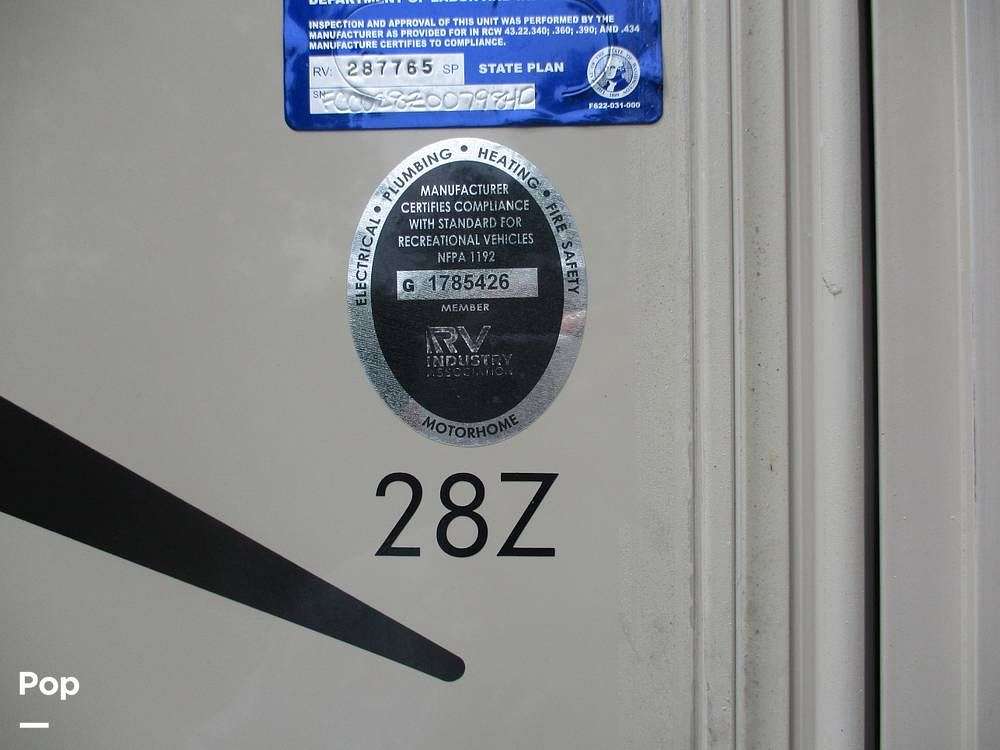 DEPARTMENT OF LABOR AND
INSPECTION AND APPROVAL OF THIS UNIT WAS PERFORMED BY THE
MANUFACTURER AS PROVIDED FOR IN RCW 43.22.340; .360; .390; AND .434
MANUFACTURE CERTIFIES TO COMPLIANCE.
RV: 287765 SP STATE PLAN
SN
F622-031-000
ELECTRICAL • PLUMBING • HEATING • FIRE SAFETY
MANUFACTURER
CERTIFIES COMPLIANCE
WITH STANDARD FOR
RECREATIONAL VEHICLES
NFPA 1192
G 1785426
MEMBER
RV
INDUSTRY
ASSOCIATION
MOTORHOME
28Z
Pop